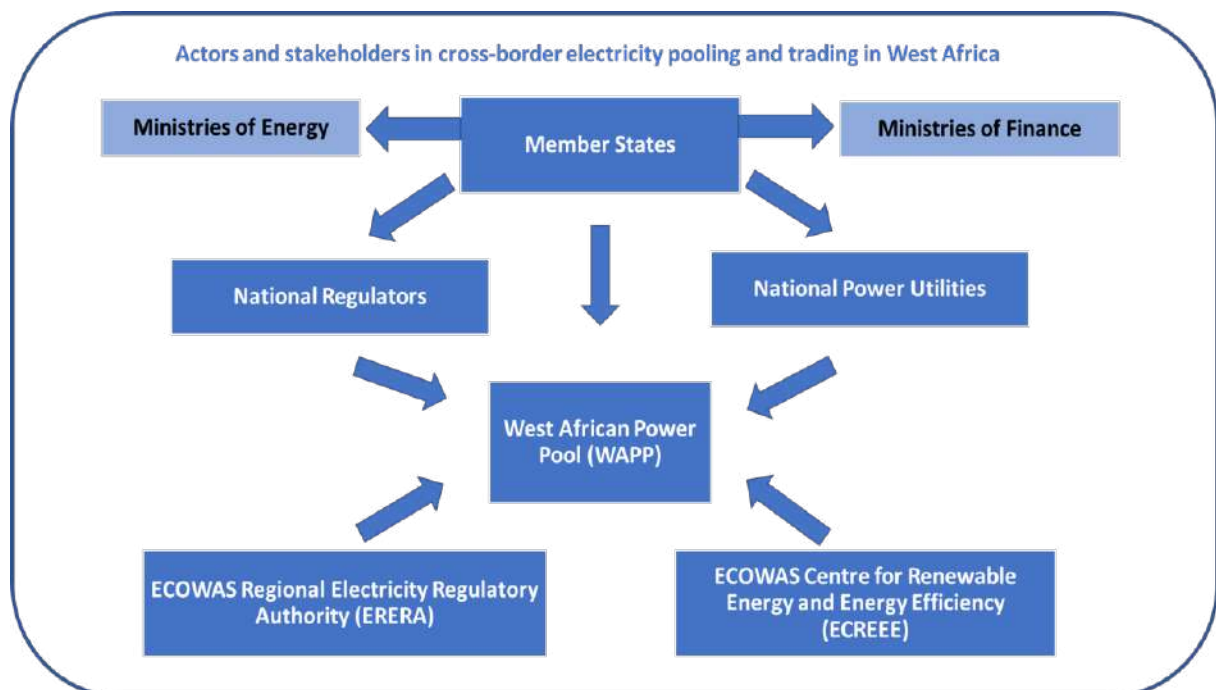 Actors and stakeholders in cross-border electricity pooling and trading in West Africa
Ministries of Energy
Member States
Ministries of Finance
National Regulators
National Power Utilities
West African Power
Pool (WAPP)
ECOWAS Regional Electricity Regulatory
Authority (ERERA)
ECOWAS Centre for Renewable
Energy and Energy Efficiency
(ECREEE)